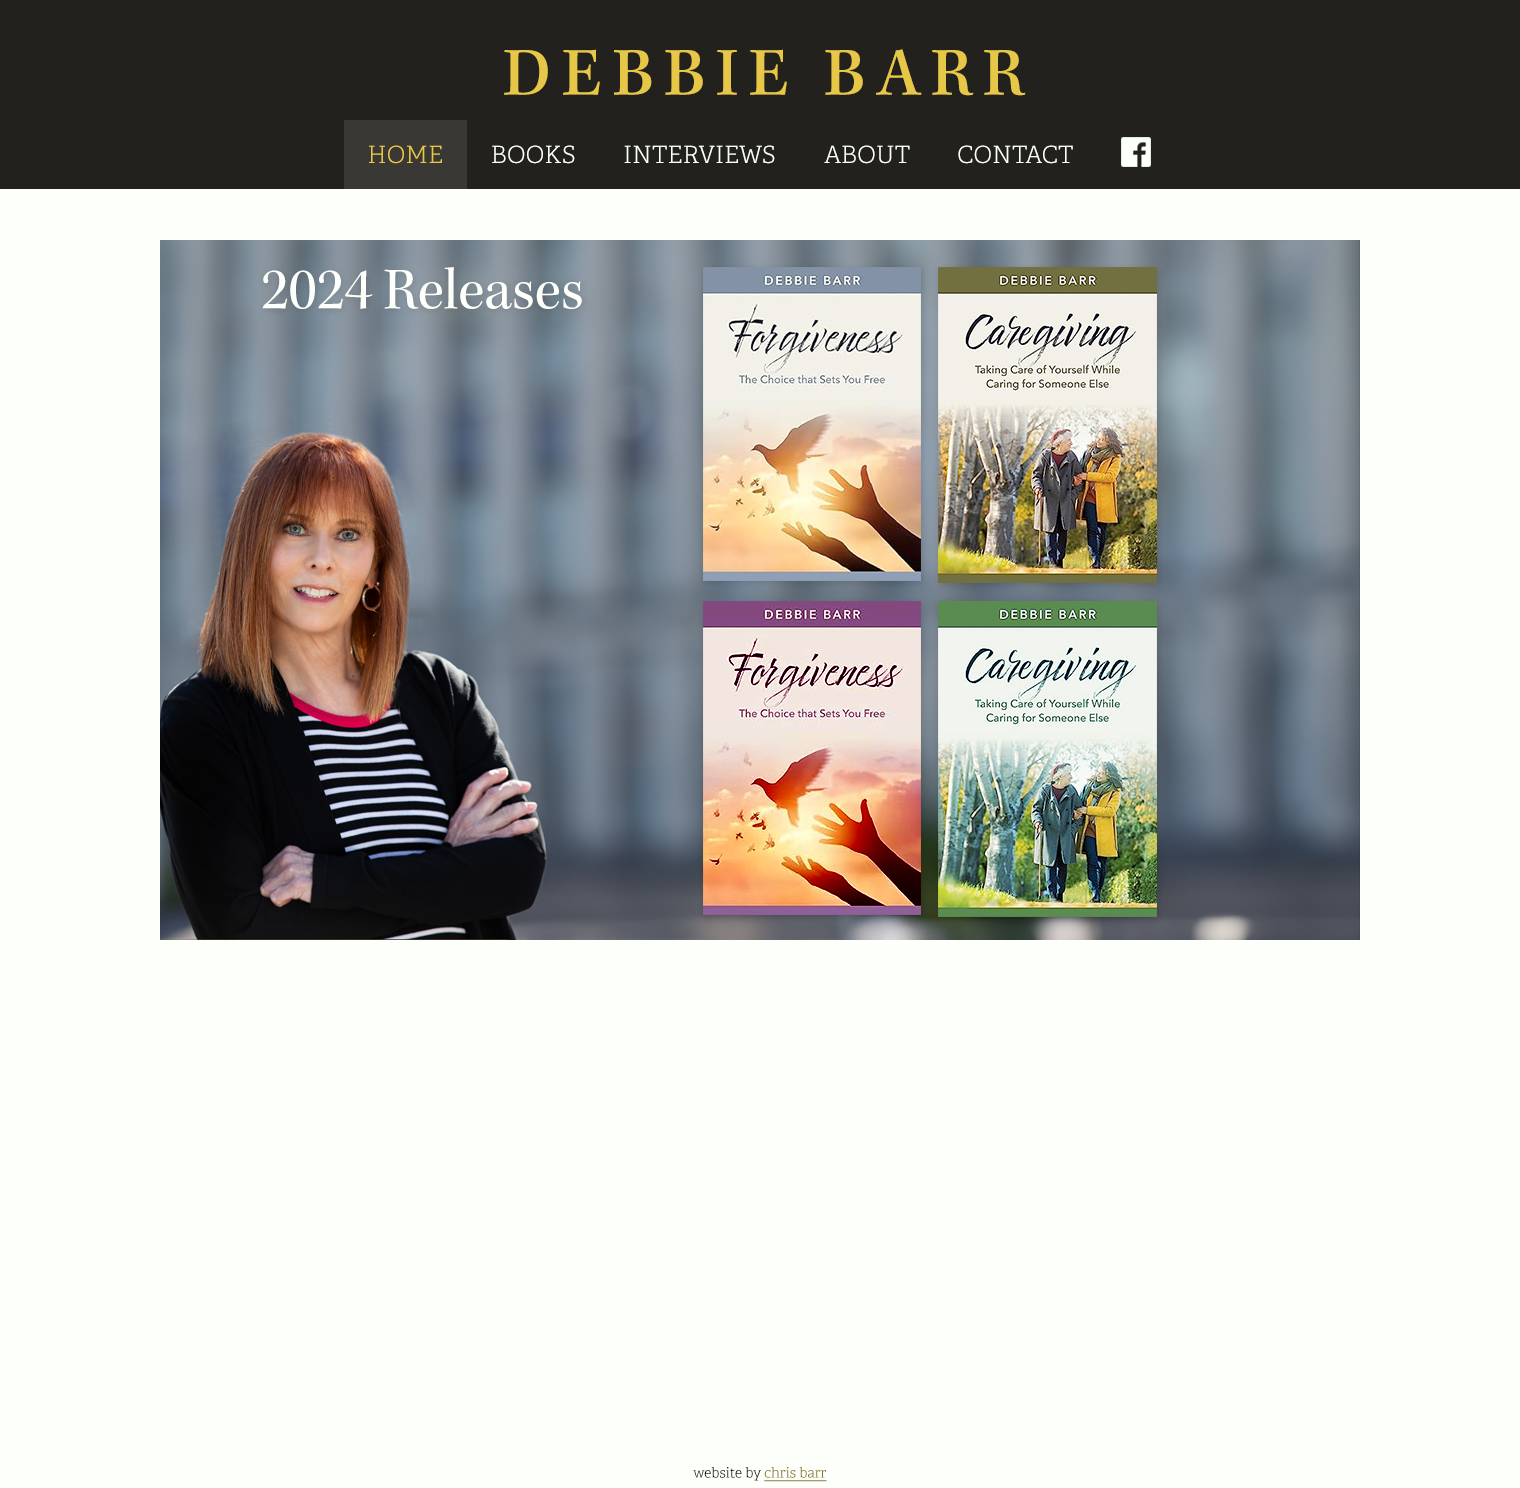 DEBBIE BARR
HOME BOOKS INTERVIEWS ABOUT CONTACT
2024 Releases
DEBBIE BARR
Forgiveness
The Choice that Sets You Free
DEBBIE BARR
Caregiving
Taking Care of Yourself While
Caring for Someone Else
DEBBIE BARR
Forgiveness
The Choice that Sets You Free
DEBBIE BARR
Caregiving
Taking Care of Yourself While
Caring for Someone Else
website by chris barr